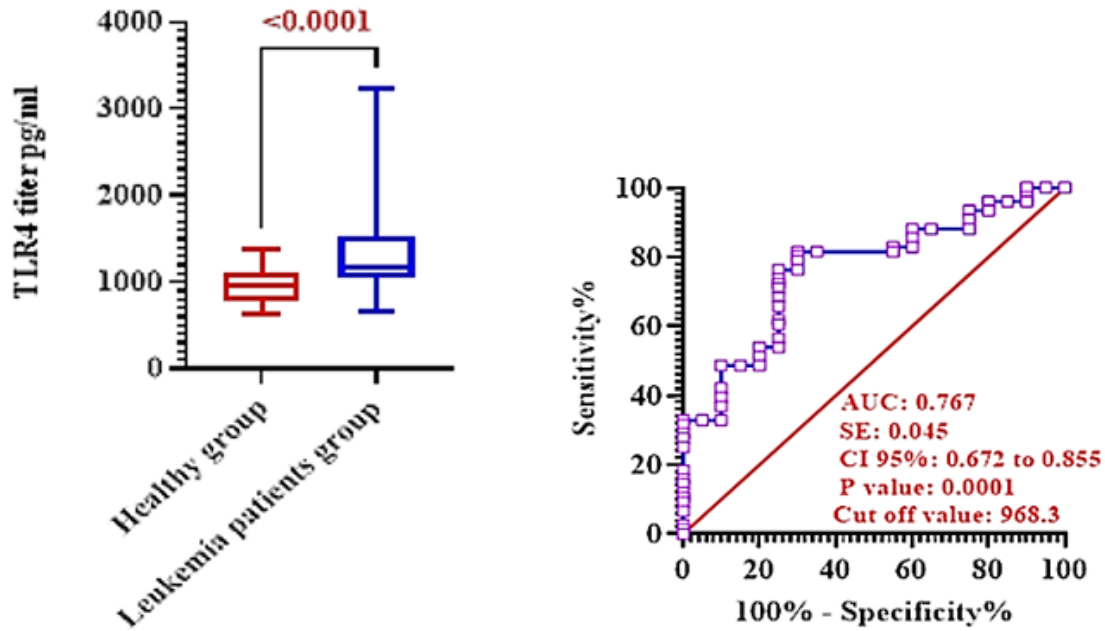 <0.0001
4000
3000
2000
1000
0
TLR4 titer pg/ml
Healthy group
Leukemia patients group
100
80
60
40
20
0
Sensitivity%
AUC: 0.767
SE: 0.045
CI 95%: 0.672 to 0.855
P value: 0.0001
Cut off value: 968.3
0 20 40 60 80 100
100% - Specificity%